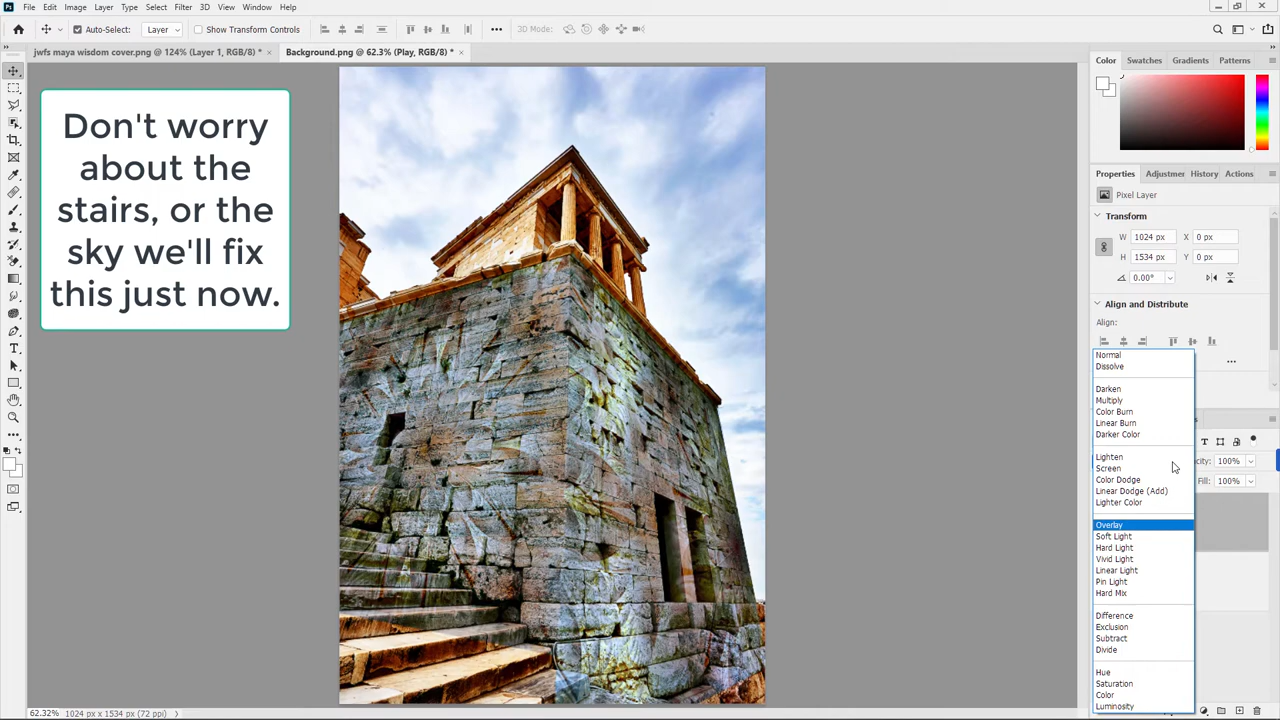 File Edit Image Layer Type Select Filter 3D View Window Help
Auto-Select: Layer Show Transform Controls 3D Mode:
jwfs maya wisdom cover.png @ 124% (Layer 1, RGB/8) * × Background.png @ 62.3% (Play, RGB/8) * ×
Don't worry
about the
stairs, or the
sky we'll fix
this just now.
Color Swatches Gradients Patterns
Properties Adjustmer History Actions
Pixel Layer
Transform
W 1024 px X 0 px
H 1534 px Y 0 px
0.00°
Align and Distribute
Align:
Normal
Dissolve
Darken
Multiply
Color Burn
Linear Burn
Darker Color
Lighten
Screen
Color Dodge
Linear Dodge (Add)
Lighter Color
Overlay
Soft Light
Hard Light
Vivid Light
Linear Light
Pin Light
Hard Mix
Difference
Exclusion
Subtract
Divide
Hue
Saturation
Color
Luminosity
100%
Fill: 100%
62.32% 1024 px x 1534 px (72 ppi)